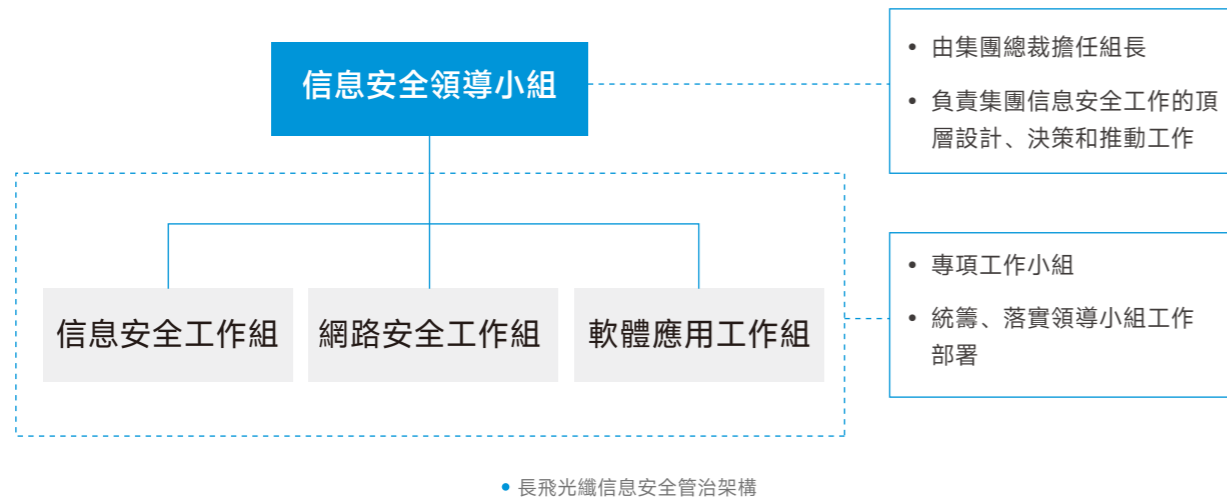 信息安全領導小組
• 由集團總裁擔任組長
• 負責集團信息安全工作的頂
層設計、決策和推動工作
信息安全工作組
網路安全工作組
軟體應用工作組
• 專項工作小組
• 統籌、落實領導小組工作
部署
• 長飛光纖信息安全管治架構